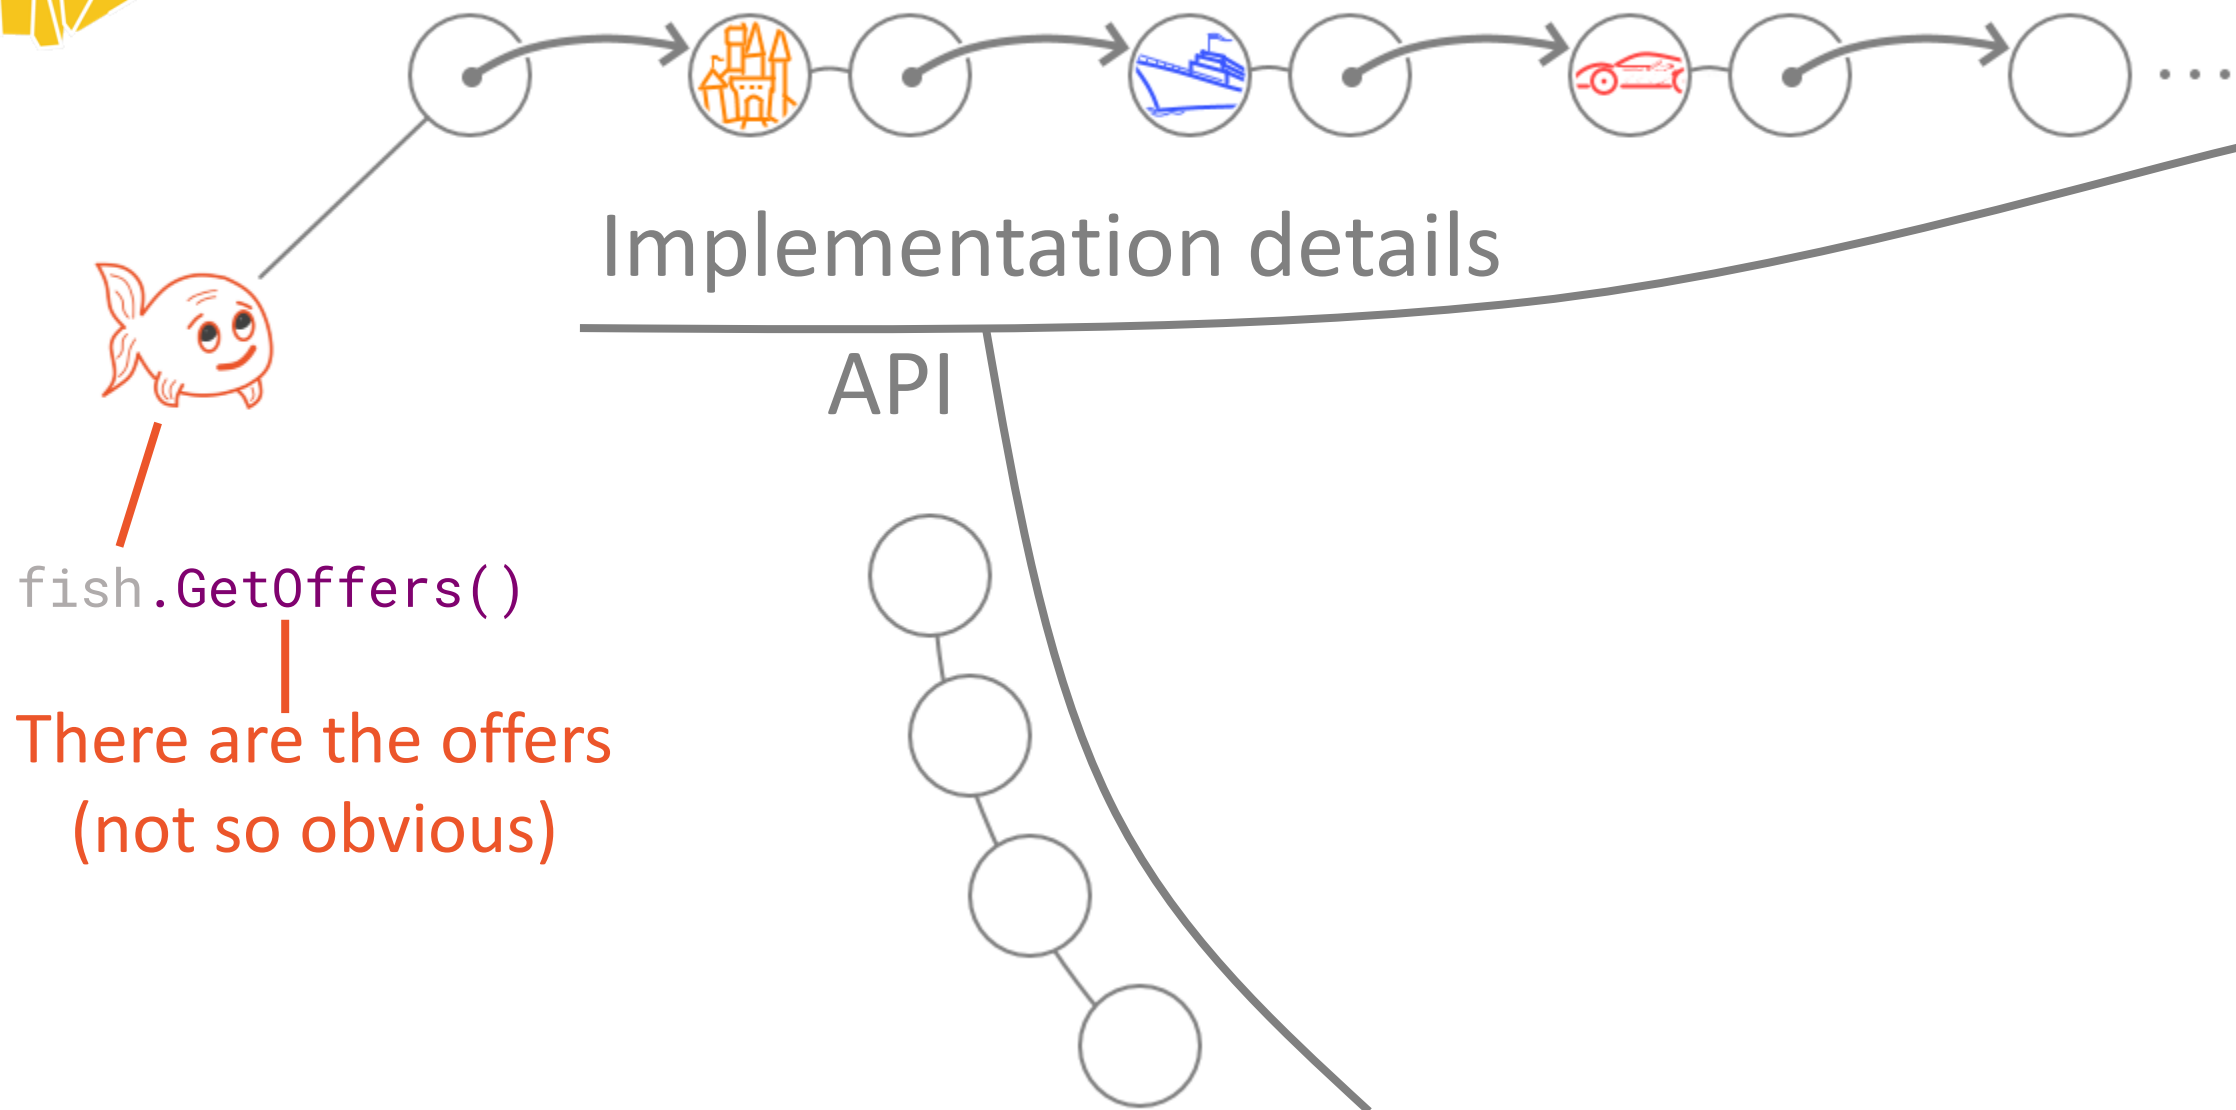 Implementation details
API
fish.GetOffers()
There are the offers
(not so obvious)